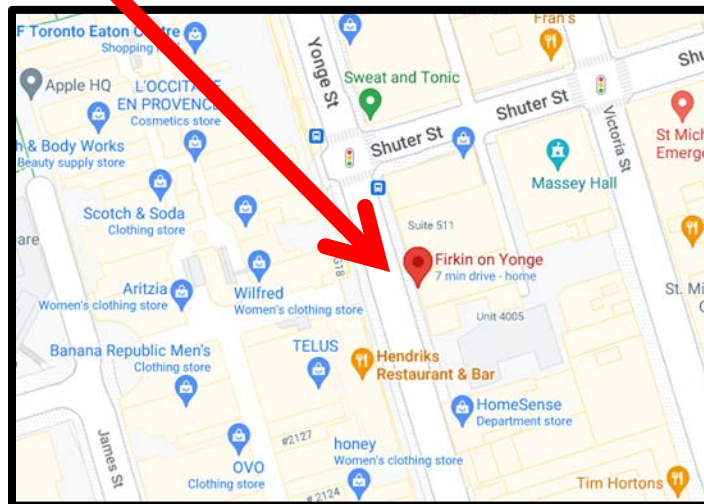 F Toronto Eaton
Shopping
Apple HQ
L'OCCITA
EN PROVENCE
Cosmetics store
h & Body Works
Beauty supply store
Scotch & Soda
Clothing store
are
Aritzia
Women's clothing store
Wilfred
Women's clothing store
Banana Republic Men's
Clothing store
TELUS
James St
OVO
Clothing store
#2127
#2124
honey
Women's clothing store
Yonge St
Sweat and Tonic
Fran's
Shuter St
Shuter St
Shu
Victoria St
St Mich
Emerge
Massey Hall
Suite 511
Firkin on Yonge
7 min drive - home
St. Mi
Unit 4005
Hendriks
Restaurant & Bar
HomeSense
Department store
Tim Hortons